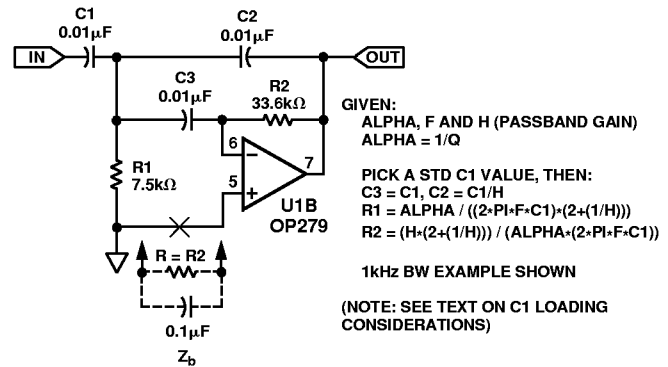 C1
0.01µF
C2
0.01µF
IN
OUT
C3
0.01µF
R2
33.6kΩ
R1
7.5kΩ
6
−
7
5
+
U1B
OP279
R = R2
0.1µF
Zb
GIVEN:
ALPHA, F AND H (PASSBAND GAIN)
ALPHA = 1/Q
PICK A STD C1 VALUE, THEN:
C3 = C1, C2 = C1/H
R1 = ALPHA / ((2*PI*F*C1)*(2+(1/H)))
R2 = (H*(2+(1/H))) / (ALPHA*(2*PI*F*C1))
1kHz BW EXAMPLE SHOWN
(NOTE: SEE TEXT ON C1 LOADING
CONSIDERATIONS)